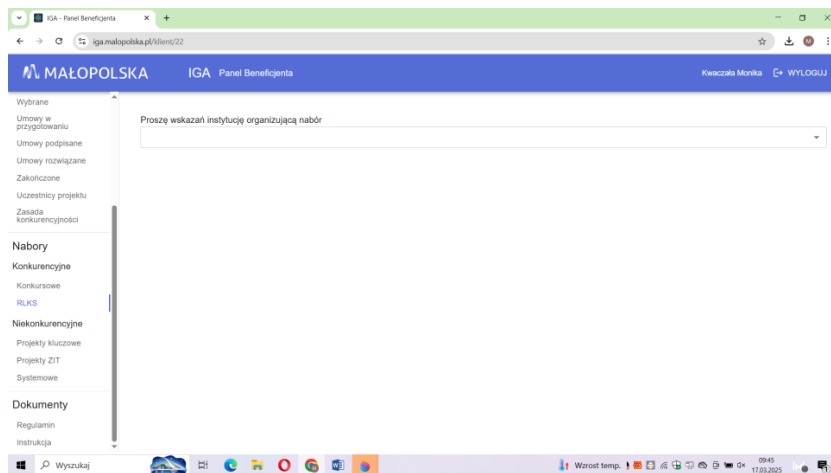 IGA - Panel Beneficjenta
iga.malopolska.pl/klient/22
MAŁOPOLSKA
IGA Panel Beneficjenta
Kwaczała Monika
WYLOGUJ
Wybrane
Umowy w
przygotowaniu
Umowy podpisane
Umowy rozwiązane
Zakończone
Uczestnicy projektu
Zasada
konkurencyjności
Nabory
Konkurencyjne
Konkursowe
RLKS
Niekonkurencyjne
Projekty kluczowe
Projekty ZIT
Systemowe
Dokumenty
Regulamin
Instrukcja
Proszę wskazań instytucję organizującą nabór
Wyszukaj
Wzrost temp.
09:45
17.03.2025